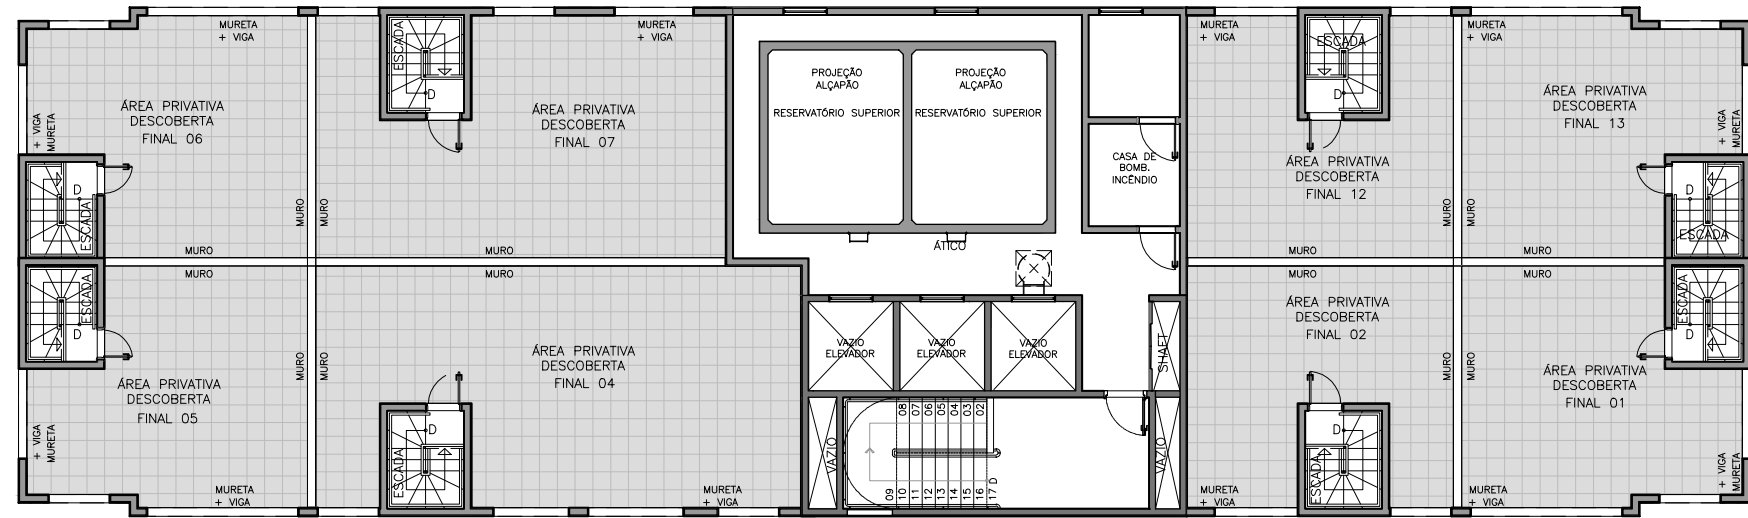 MURETA
+ VIGA
ESCADA
D
MURETA
+ VIGA
ÁREA PRIVATIVA
DESCOBERTA
FINAL 06
+ VIGA
MURETA
ÁREA PRIVATIVA
DESCOBERTA
FINAL 07
PROJEÇÃO
ALÇAPÃO
RESERVATÓRIO SUPERIOR
PROJEÇÃO
ALÇAPÃO
RESERVATÓRIO SUPERIOR
CASA DE
BOMB.
INCÊNDIO
ÁTICO
MURETA
+ VIGA
ESCADA
D
MURETA
+ VIGA
ÁREA PRIVATIVA
DESCOBERTA
FINAL 12
ÁREA PRIVATIVA
DESCOBERTA
FINAL 13
+ VIGA
MURETA
D
ESCADA
MURO
MURO
MURO
MURO
MURO
MURO
D
ESCADA
MURO
MURO
MURO
MURO
ESCADA
D
MURO
MURO
ÁREA PRIVATIVA
DESCOBERTA
FINAL 05
+ VIGA
MURETA
MURETA
+ VIGA
ÁREA PRIVATIVA
DESCOBERTA
FINAL 04
D
ESCADA
MURETA
+ VIGA
VAZIO
ELEVADOR
VAZIO
ELEVADOR
VAZIO
ELEVADOR
SHAFT
VAZIO
08
07
06
05
04
03
02
09
10
11
12
13
14
15
16
17 D
VAZIO
MURO
MURO
ESCADA
D
ÁREA PRIVATIVA
DESCOBERTA
FINAL 02
MURO
MURO
ÁREA PRIVATIVA
DESCOBERTA
FINAL 01
D
ESCADA
MURETA
+ VIGA
MURETA
+ VIGA
+ VIGA
MURETA